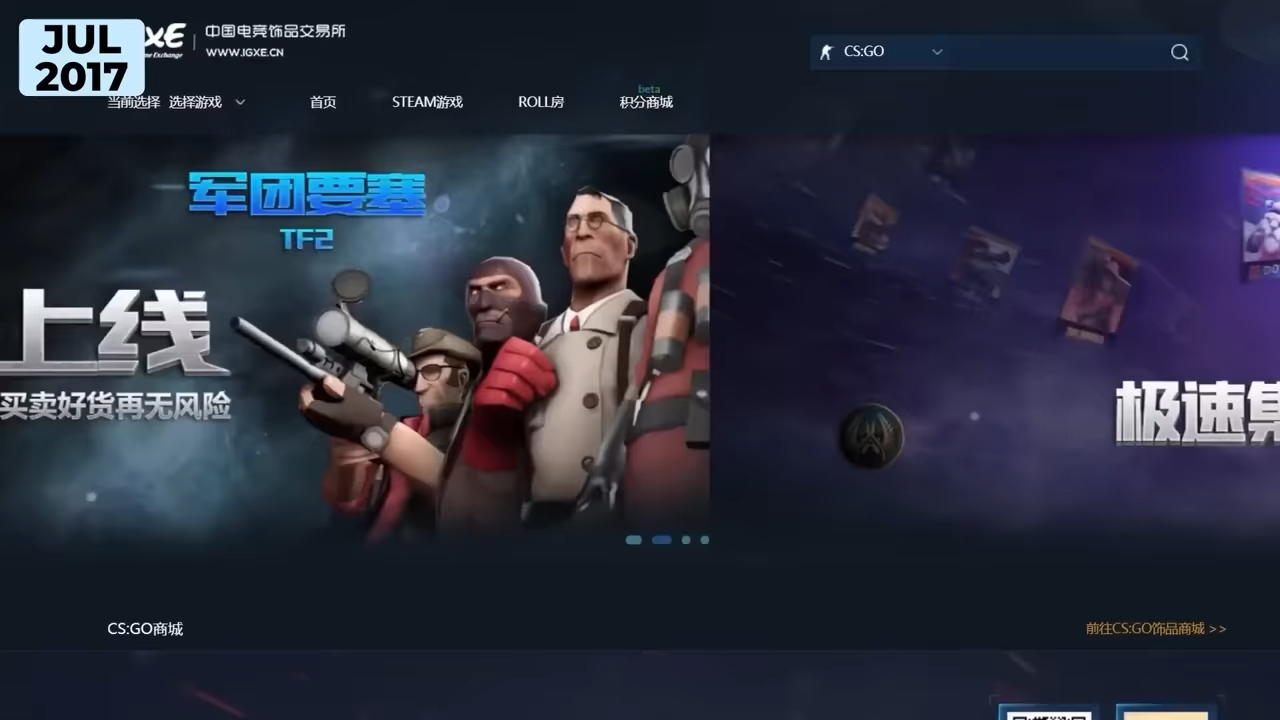 JUL
2017
中国电竞饰品交易所
WWW.IGXE.CN
CS:GO
当前选择 选择游戏
首页
STEAM游戏
ROLL房
beta
积分商城
军团要塞
TF2
上线
买卖好货再无风险
极速集
CS:GO商城
前往CS:GO饰品商城 >>